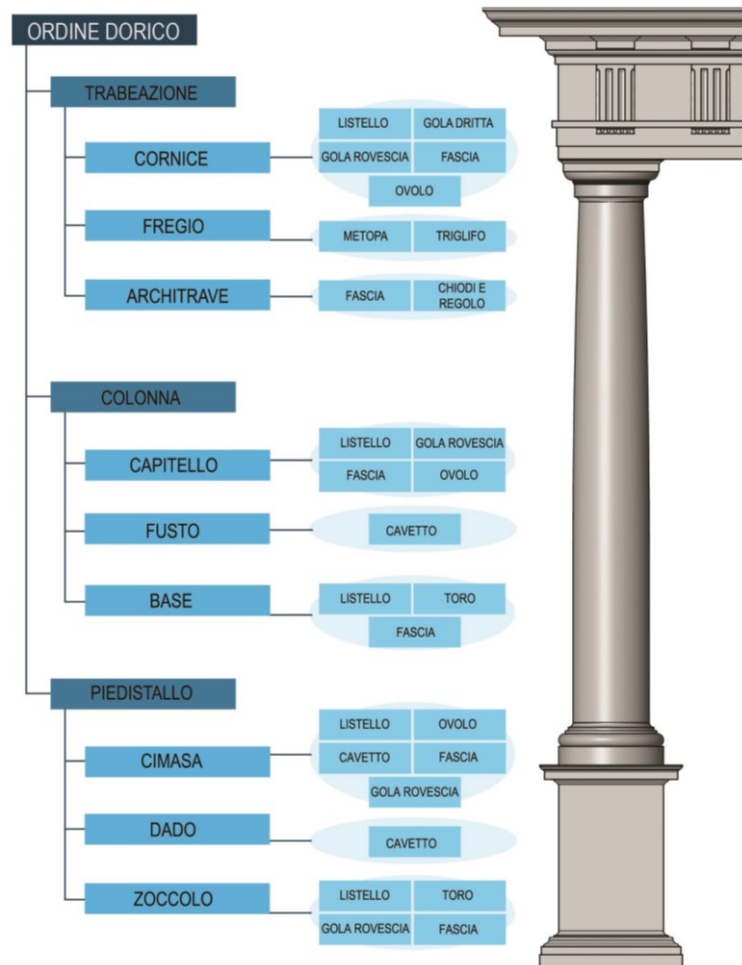 ORDINE DORICO
TRABEAZIONE
CORNICE
LISTELLO
GOLA DRITTA
GOLA ROVESCIA
FASCIA
OVOLO
FREGIO
METOPA
TRIGLIFO
ARCHITRAVE
FASCIA
CHIODI E
REGOLO
COLONNA
CAPITELLO
LISTELLO
GOLA ROVESCIA
FASCIA
OVOLO
FUSTO
CAVETTO
BASE
LISTELLO
TORO
FASCIA
PIEDISTALLO
CIMASA
LISTELLO
OVOLO
CAVETTO
FASCIA
GOLA ROVESCIA
DADO
CAVETTO
ZOCCOLO
LISTELLO
TORO
GOLA ROVESCIA
FASCIA